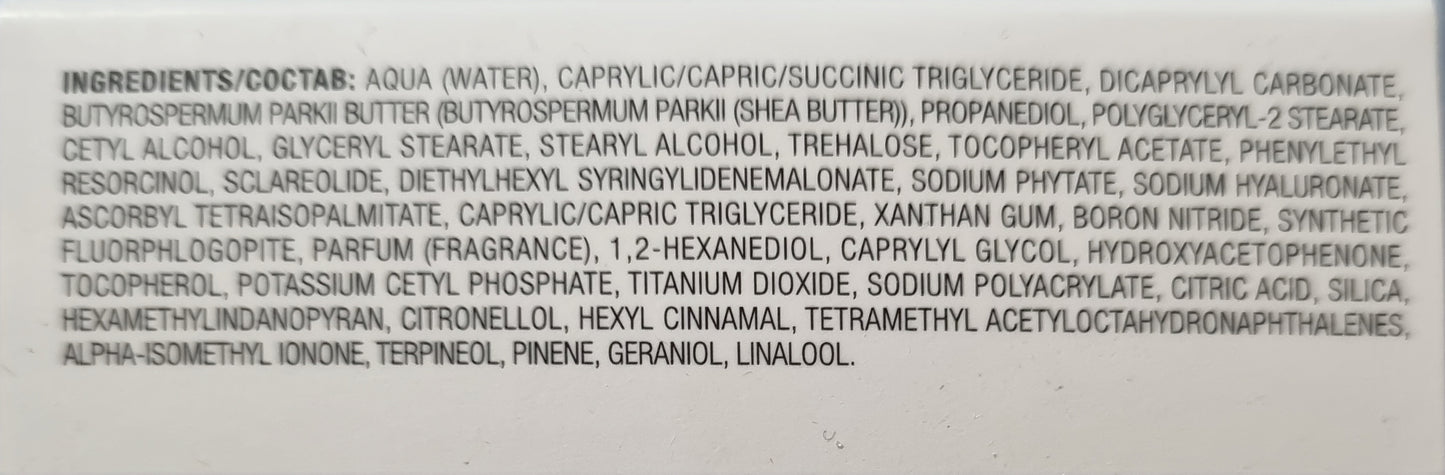 INGREDIENTS/СОСТАВ: AQUA (WATER), CAPRYLIC/CAPRIC/SUCCINIC TRIGLYCERIDE, DICAPRYLYL CARBONATE,
BUTYROSPERMUM PARKII BUTTER (BUTYROSPERMUM PARKII (SHEA BUTTER)), PROPANEDIOL, POLYGLYCERYL-2 STEARATE,
CETYL ALCOHOL, GLYCERYL STEARATE, STEARYL ALCOHOL, TREHALOSE, TOCOPHERYL ACETATE, PHENYLETHYL
RESORCINOL, SCLAREOLIDE, DIETHYLHEXYL SYRINGYLIDENEMALONATE, SODIUM PHYTATE, SODIUM HYALURONATE,
ASCORBYL TETRAISOPALMITATE, CAPRYLIC/CAPRIC TRIGLYCERIDE, XANTHAN GUM, BORON NITRIDE, SYNTHETIC
FLUORPHLOGOPITE, PARFUM (FRAGRANCE), 1,2-HEXANEDIOL, CAPRYLYL GLYCOL, HYDROXYACETOPHENONE,
TOCOPHEROL, POTASSIUM CETYL PHOSPHATE, TITANIUM DIOXIDE, SODIUM POLYACRYLATE, CITRIC ACID, SILICA,
HEXAMETHYLINDANOPYRAN, CITRONELLOL, HEXYL CINNAMAL, TETRAMETHYL ACETYLOCTAHYDRONAPHTHALENES,
ALPHA-ISOMETHYL IONONE, TERPINEOL, PINENE, GERANIOL, LINALOOL.